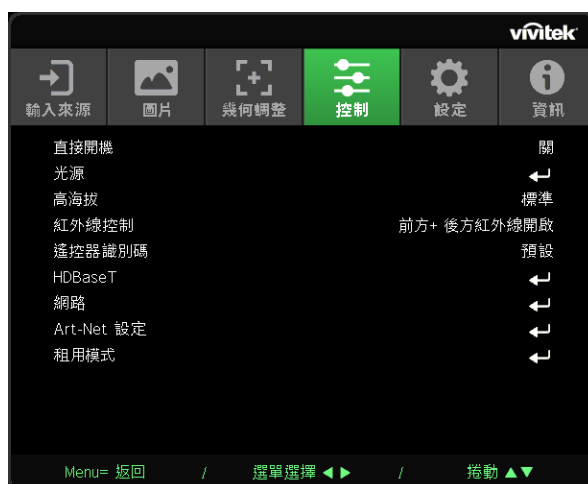 vivitek
輸入來源 圖片 幾何調整 控制 設定 資訊
直接開機 關
光源
高海拔 標準
紅外線控制 前方+ 後方紅外線開啟
遙控器識別碼 預設
HDBaseT
網路
Art-Net 設定
租用模式
Menu= 返回 / 選單選擇 ◀ ▶ / 捲動 ▲▼